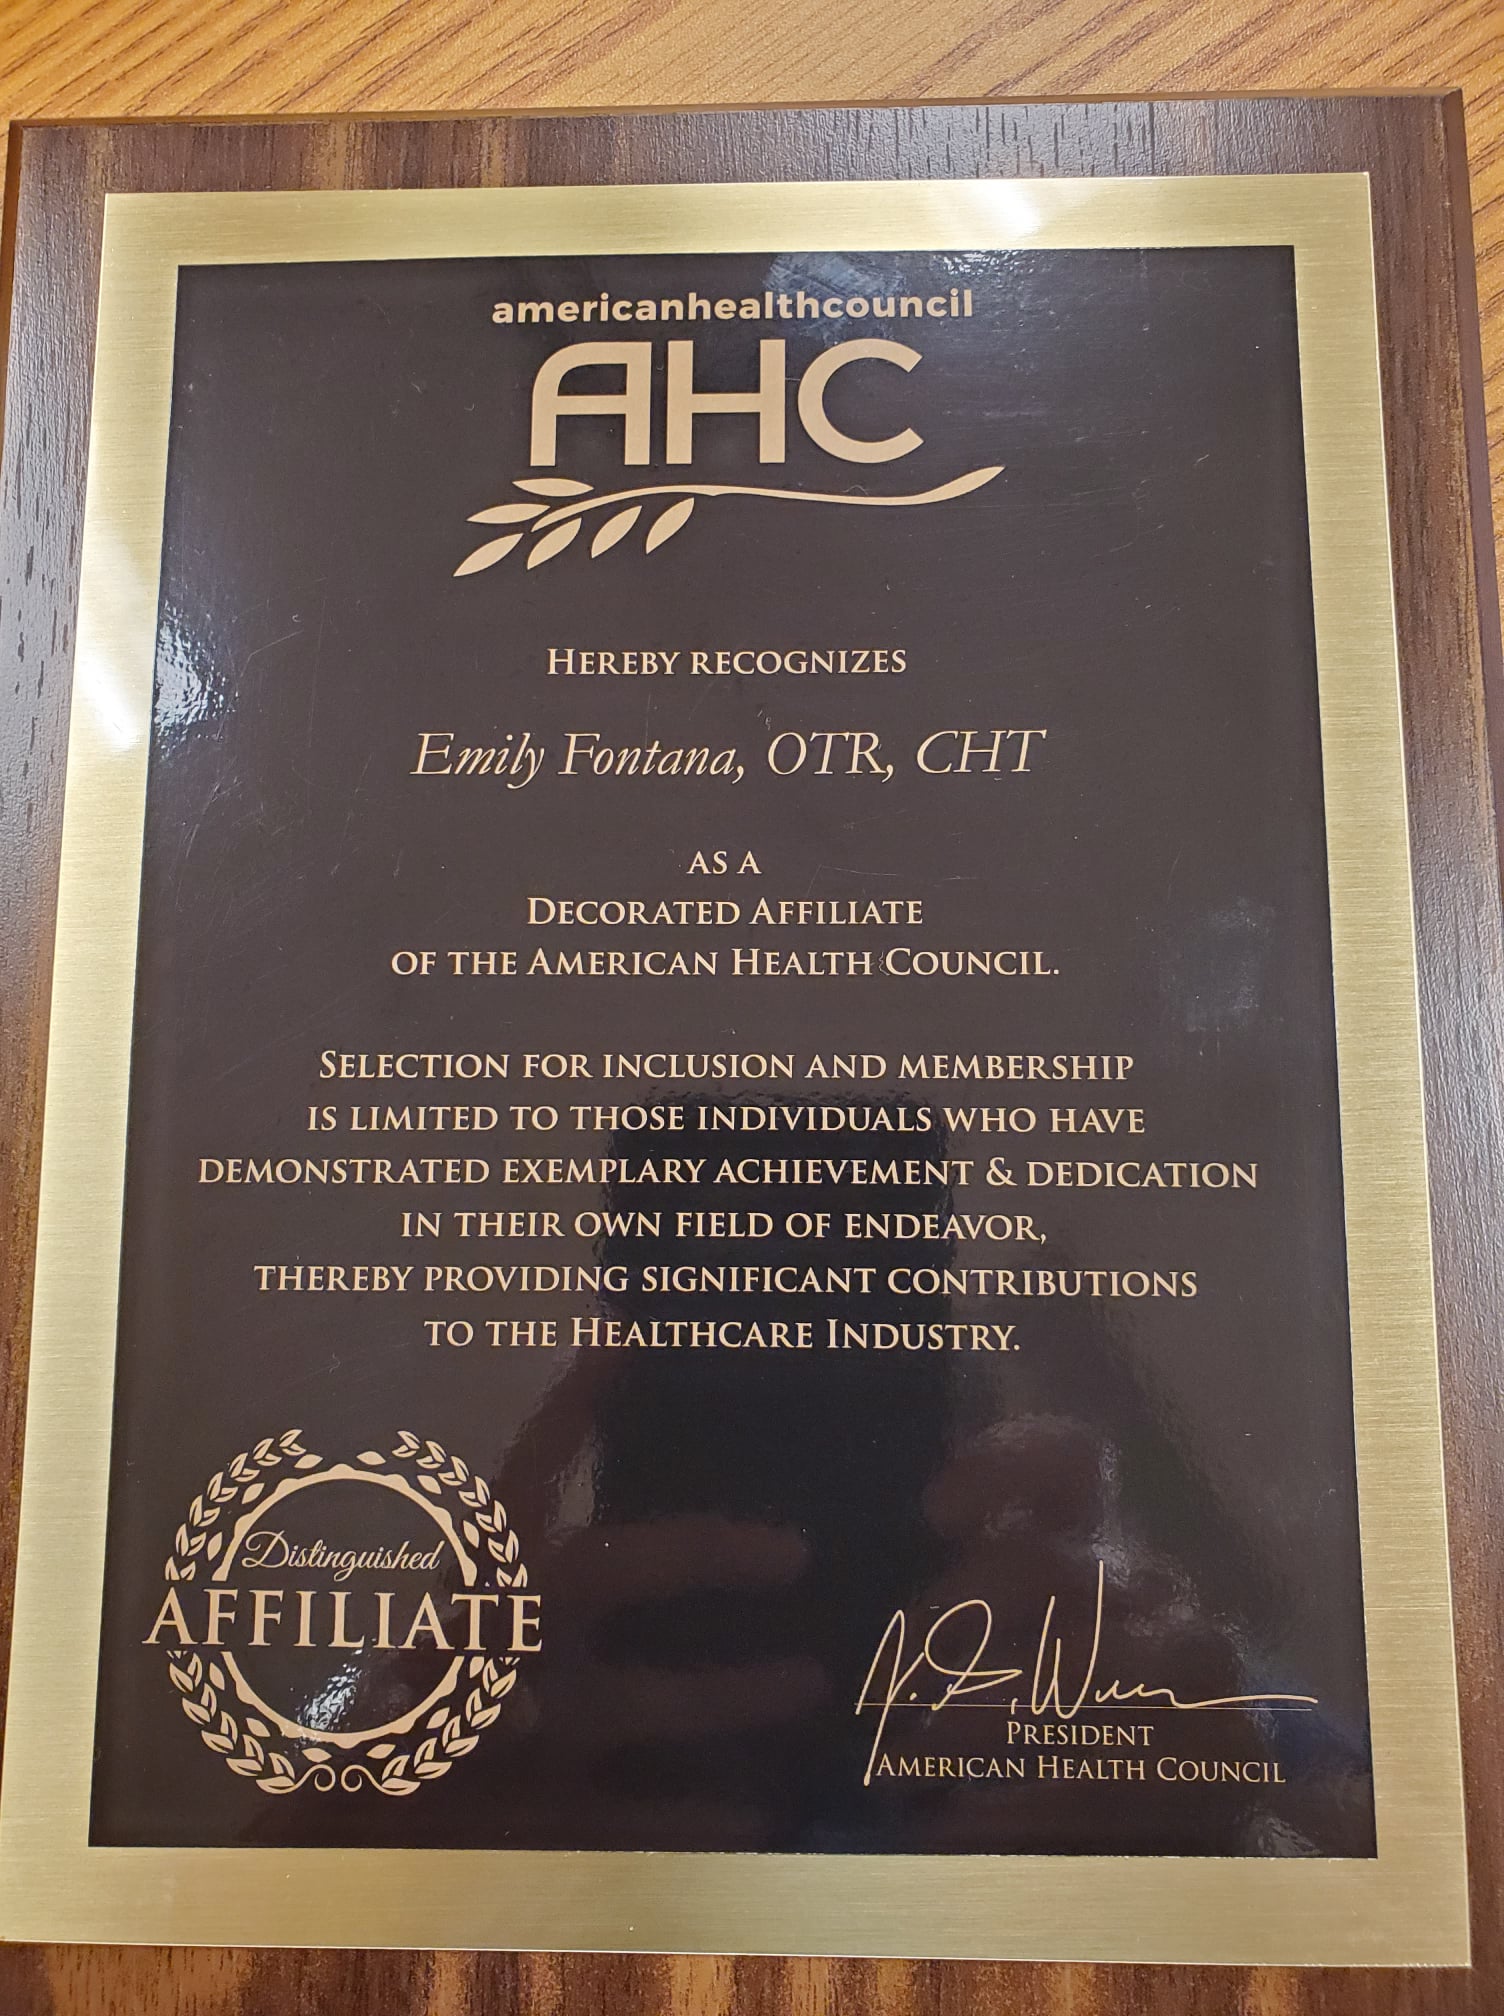 americanhealthcouncil
AHC
HEREBY RECOGNIZES
Emily Fontana, OTR, CHT
AS A
DECORATED AFFILIATE
OF THE AMERICAN HEALTH COUNCIL.
SELECTION FOR INCLUSION AND MEMBERSHIP
IS LIMITED TO THOSE INDIVIDUALS WHO HAVE
DEMONSTRATED EXEMPLARY ACHIEVEMENT & DEDICATION
IN THEIR OWN FIELD OF ENDEAVOR,
THEREBY PROVIDING SIGNIFICANT CONTRIBUTIONS
TO THE HEALTHCARE INDUSTRY.
Distinguished
AFFILIATE
PRESIDENT
AMERICAN HEALTH COUNCIL